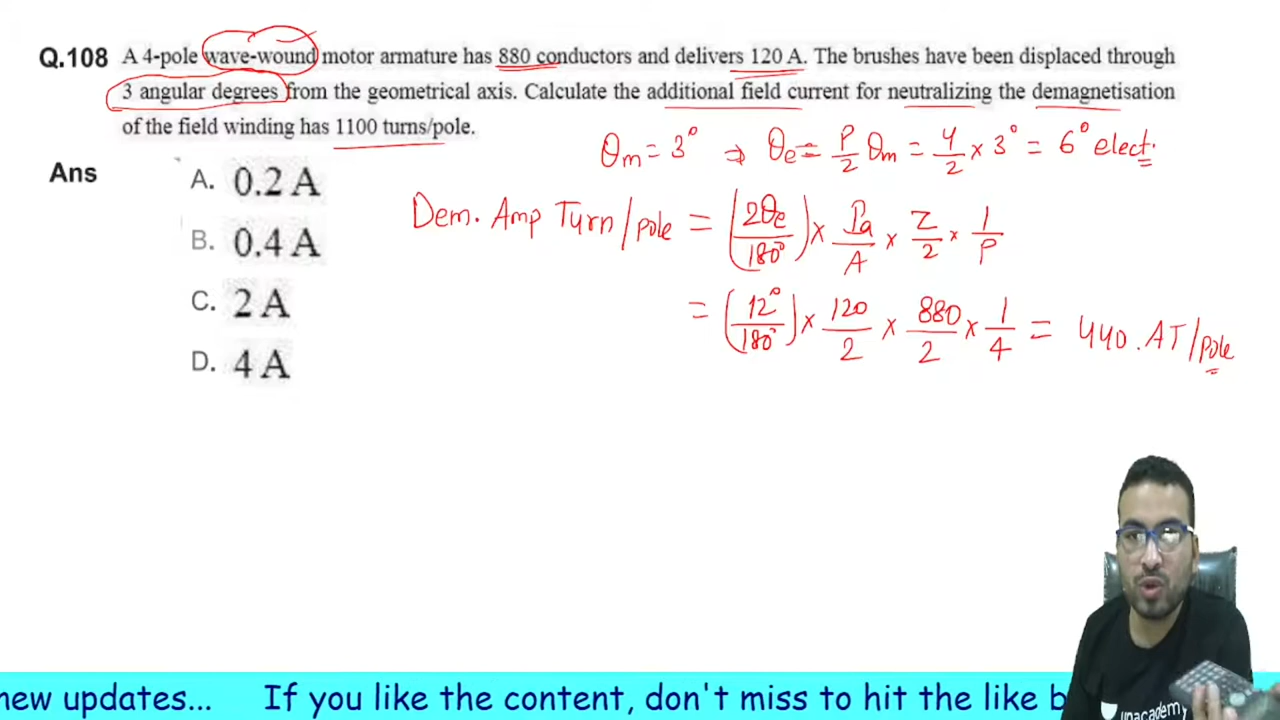 Q.108 A 4-pole wave-wound motor armature has 880 conductors and delivers 120 A. The brushes have been displaced through
3 angular degrees from the geometrical axis. Calculate the additional field current for neutralizing the demagnetisation
of the field winding has 1100 turns/pole.
θm = 3° ⇒ θe = P/2 θm = 4/2 × 3° = 6° elect.
Ans
A. 0.2 A
B. 0.4 A
C. 2 A
D. 4 A
Dem. Amp Turn/pole = (2θe/180°) × Ia/A × Z/2 × 1/P
= (12°/180°) × 120/2 × 880/2 × 1/4 = 440. AT/pole
unacademy
new updates... If you like the content, don't miss to hit the like b